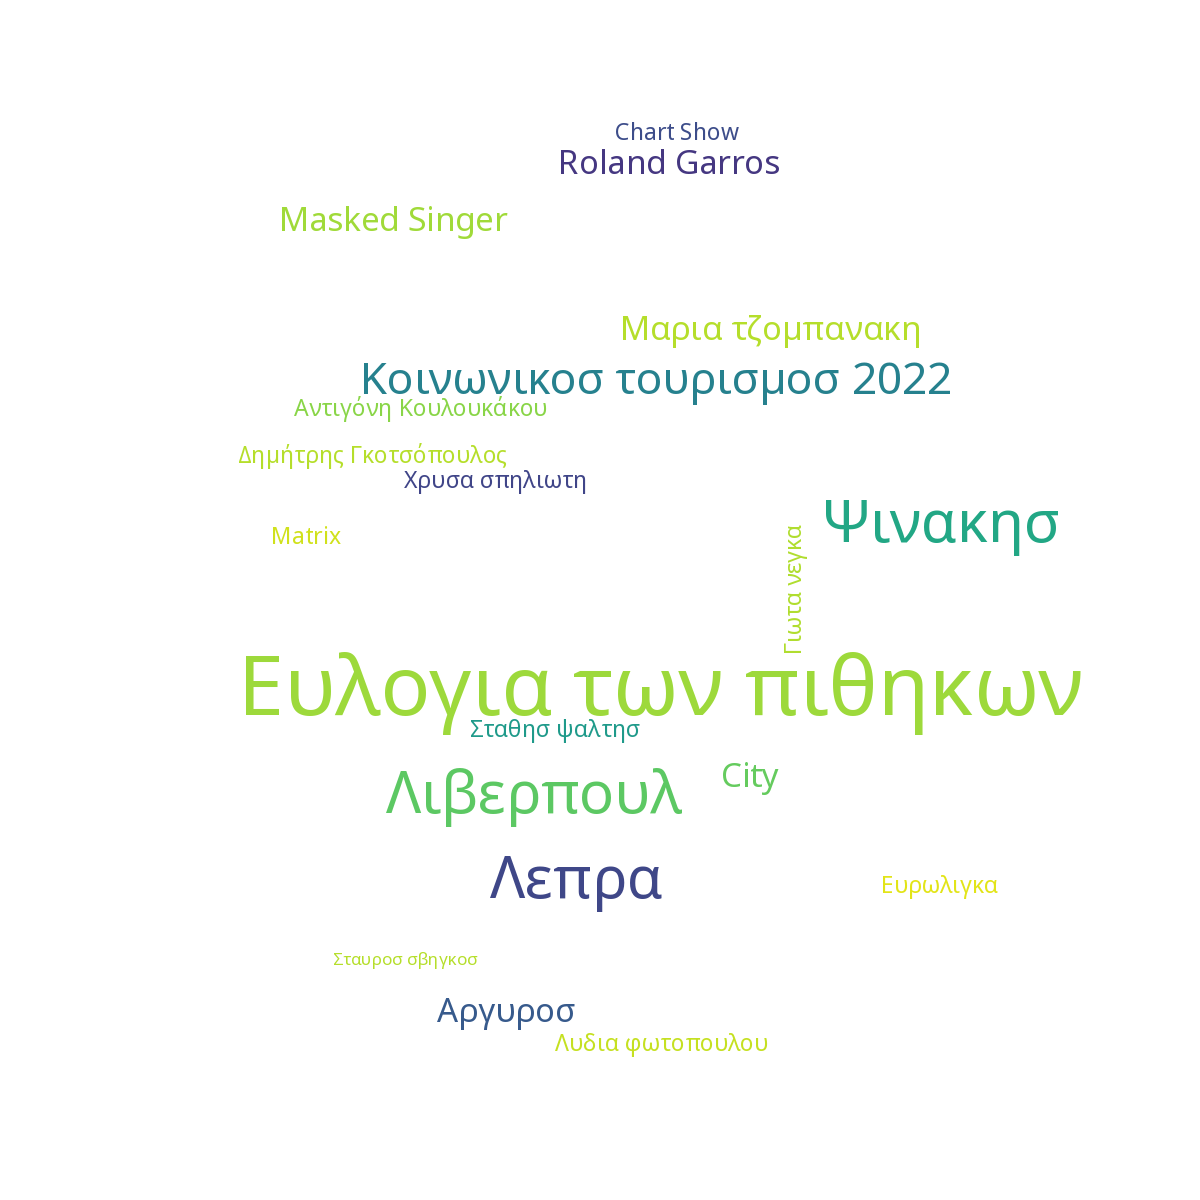 Chart Show
Roland Garros
Masked Singer
Μαρια τζομπανακη
Κοινωνικοσ τουρισμοσ 2022
Αντιγόνη Κουλουκάκου
Δημήτρης Γκοτσόπουλος
Χρυσα σπηλιωτη
Ψινακησ
Matrix
Γιωτα νεγκα
Ευλογια των πιθηκων
Σταθησ ψαλτησ
City
Λιβερπουλ
Λεπρα
Ευρωλιγκα
Σταυροσ σβηγκοσ
Αργυροσ
Λυδια φωτοπουλου